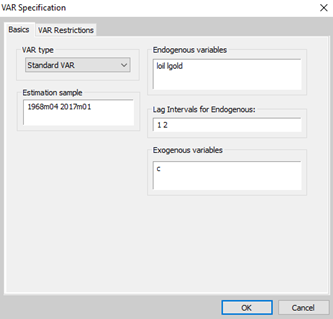 VAR Specification
Basics
VAR Restrictions
VAR type
Standard VAR
Estimation sample
1968m04 2017m01
Endogenous variables
loil lgold
Lag Intervals for Endogenous:
1 2
Exogenous variables
c
OK
Cancel